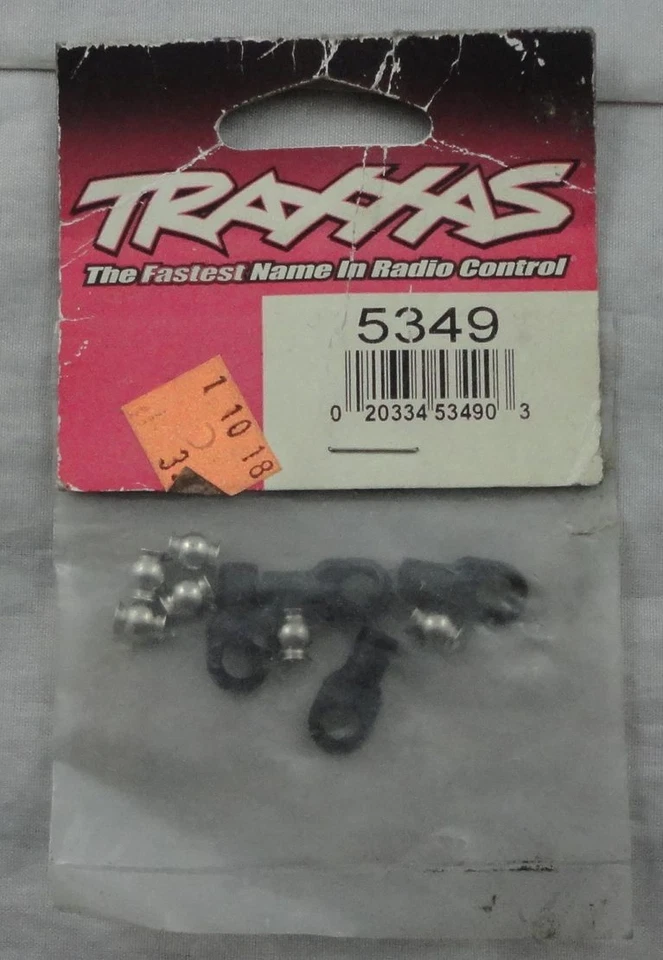 TRAXXAS
The Fastest Name In Radio Control
5349
0 20334 53490 3
1 10 18